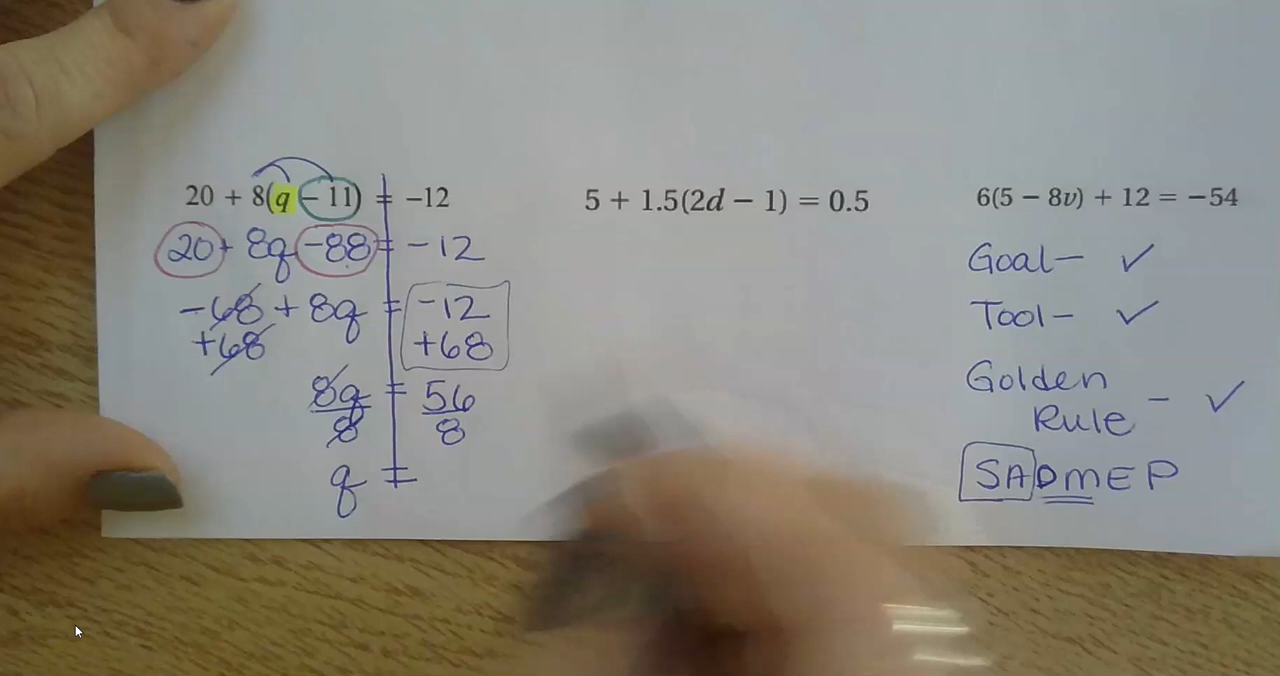 20 + 8(q − 11) = −12
20 + 8q −88 = −12
−68 + 8q = −12
+68 +68
8q/8 = 56/8
q =
5 + 1.5(2d − 1) = 0.5
6(5 − 8v) + 12 = −54
Goal— ✓
Tool— ✓
Golden
Rule — ✓
SADMEP